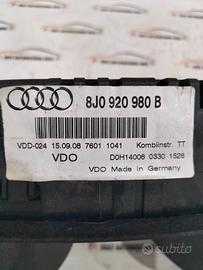 8J0 920 980 B
VDD-024 15.09.08 7601 1041 Kombiinstr. TT
VDO D0H14006 0330 1526
VDO Made in Germany
subito